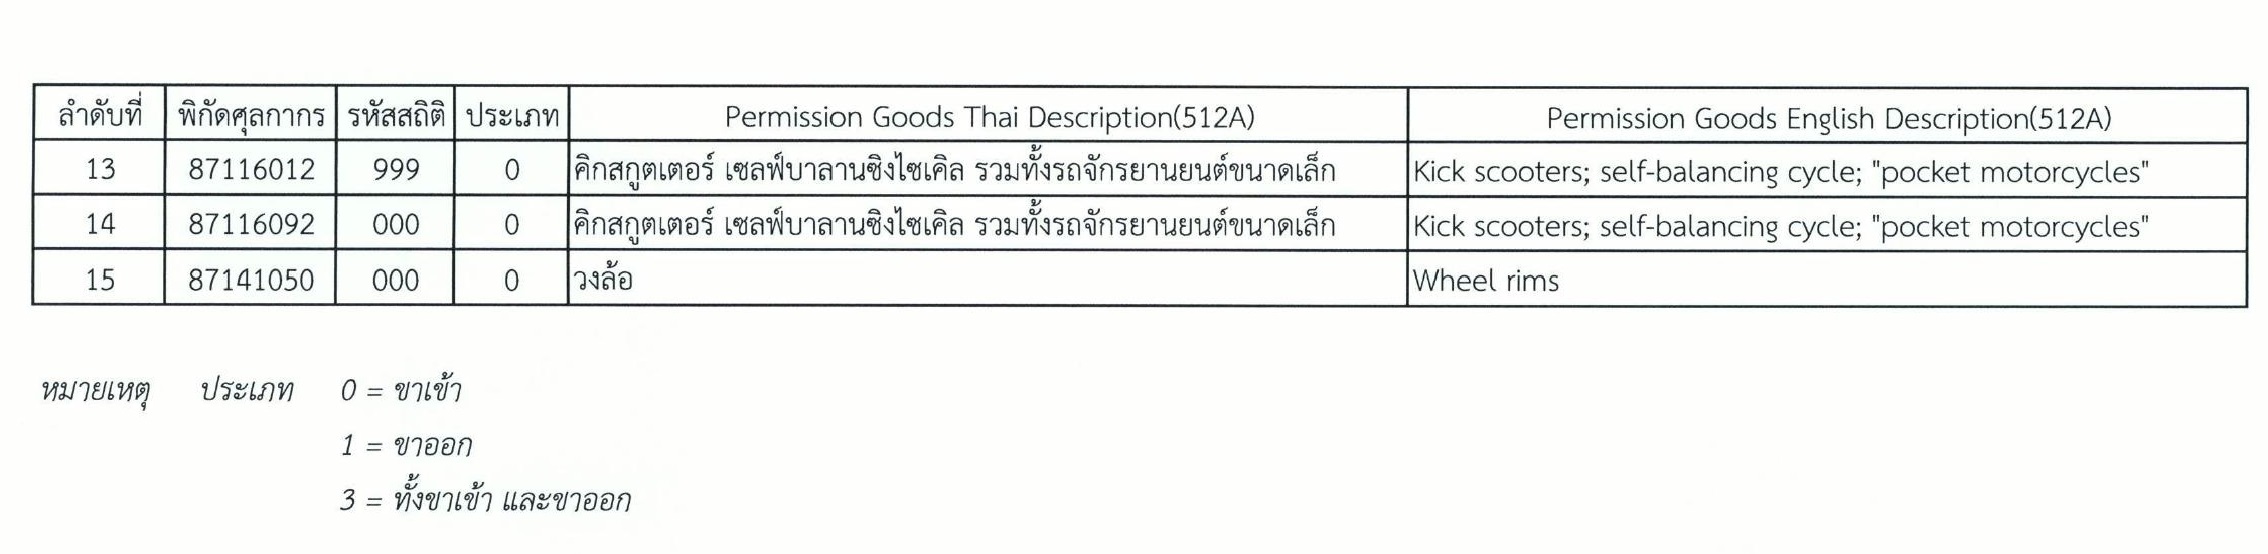 ลำดับที่ พิกัดศุลกากร รหัสสถิติ ประเภท Permission Goods Thai Description(512A) Permission Goods English Description(512A)
13 87116012 999 0 คิกสกูตเตอร์ เซลฟ์บาลานซิงไซเคิล รวมทั้งรถจักรยานยนต์ขนาดเล็ก Kick scooters; self-balancing cycle; "pocket motorcycles"
14 87116092 000 0 คิกสกูตเตอร์ เซลฟ์บาลานซิงไซเคิล รวมทั้งรถจักรยานยนต์ขนาดเล็ก Kick scooters; self-balancing cycle; "pocket motorcycles"
15 87141050 000 0 วงล้อ Wheel rims
หมายเหตุ ประเภท 0 = ขาเข้า
1 = ขาออก
3 = ทั้งขาเข้า และขาออก